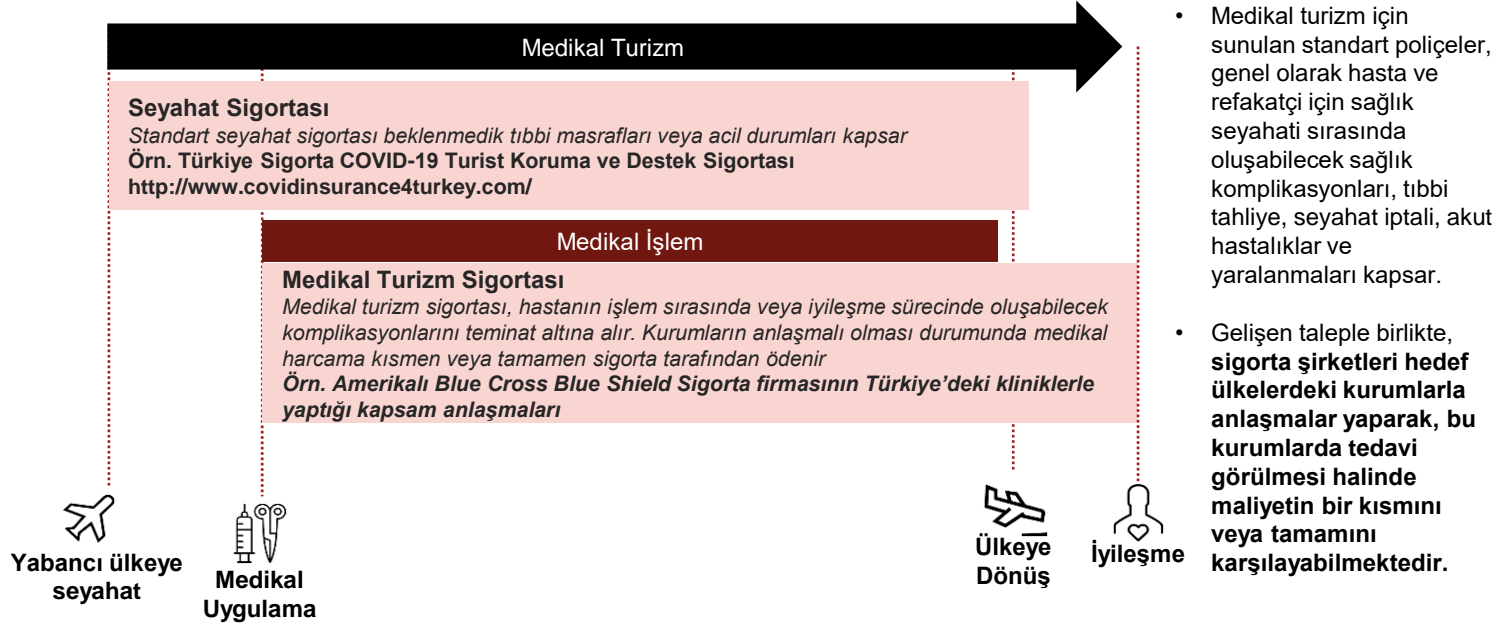 Medikal Turizm
Seyahat Sigortası
Standart seyahat sigortası beklenmedik tıbbi masrafları veya acil durumları kapsar
Örn. Türkiye Sigorta COVID-19 Turist Koruma ve Destek Sigortası
http://www.covidinsurance4turkey.com/
Medikal İşlem
Medikal Turizm Sigortası
Medikal turizm sigortası, hastanın işlem sırasında veya iyileşme sürecinde oluşabilecek
komplikasyonlarını teminat altına alır. Kurumların anlaşmalı olması durumunda medikal
harcama kısmen veya tamamen sigorta tarafından ödenir
Örn. Amerikalı Blue Cross Blue Shield Sigorta firmasının Türkiye’deki kliniklerle
yaptığı kapsam anlaşmaları
Yabancı ülkeye
seyahat
Medikal
Uygulama
Ülkeye
Dönüş
İyileşme
• Medikal turizm için
sunulan standart poliçeler,
genel olarak hasta ve
refakatçi için sağlık
seyahati sırasında
oluşabilecek sağlık
komplikasyonları, tıbbi
tahliye, seyahat iptali, akut
hastalıklar ve
yaralanmaları kapsar.
• Gelişen taleple birlikte,
sigorta şirketleri hedef
ülkelerdeki kurumlarla
anlaşmalar yaparak, bu
kurumlarda tedavi
görülmesi halinde
maliyetin bir kısmını
veya tamamını
karşılayabilmektedir.